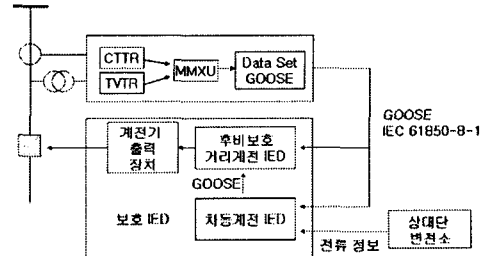 CTTR
TVTR
MMXU
Data Set
GOOSE
GOOSE
IEC 61850-8-1
계전기
출력
장치
후비보호
거리계전 IED
GOOSE
보호 IED
차동계전 IED
상대단
변전소
전류 정보